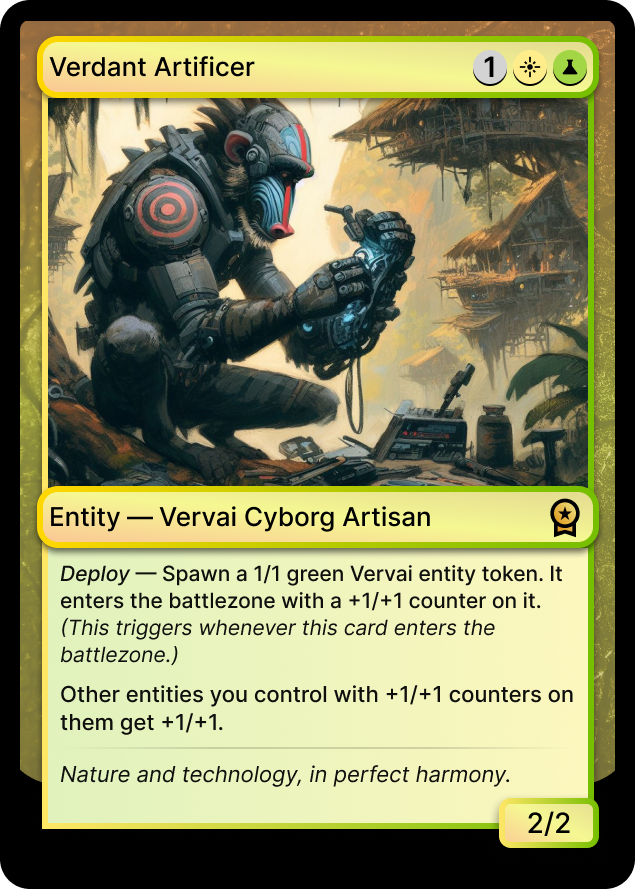 Verdant Artificer 1
Entity — Vervai Cyborg Artisan
Deploy — Spawn a 1/1 green Vervai entity token. It
enters the battlezone with a +1/+1 counter on it.
(This triggers whenever this card enters the
battlezone.)
Other entities you control with +1/+1 counters on
them get +1/+1.
Nature and technology, in perfect harmony.
2/2